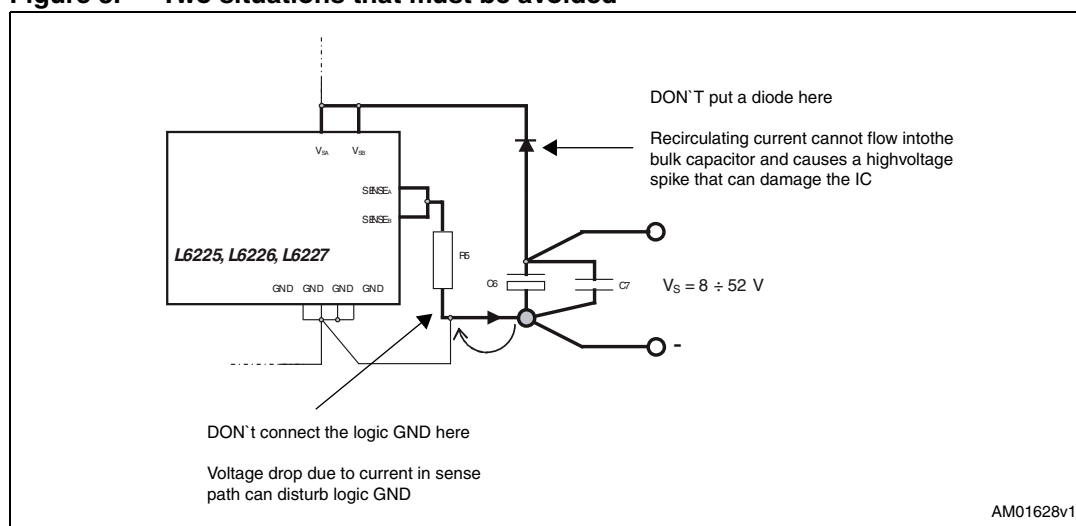 Figure 3. Two situations that must be avoided
DON`T put a diode here
Recirculating current cannot flow intothe
bulk capacitor and causes a highvoltage
spike that can damage the IC
VSA VSB
SENSEA
SENSEB
L6225, L6226, L6227
R5
C6
C7
VS = 8 ÷ 52 V
GND GND GND GND
-
DON`t connect the logic GND here
Voltage drop due to current in sense
path can disturb logic GND
AM01628v1